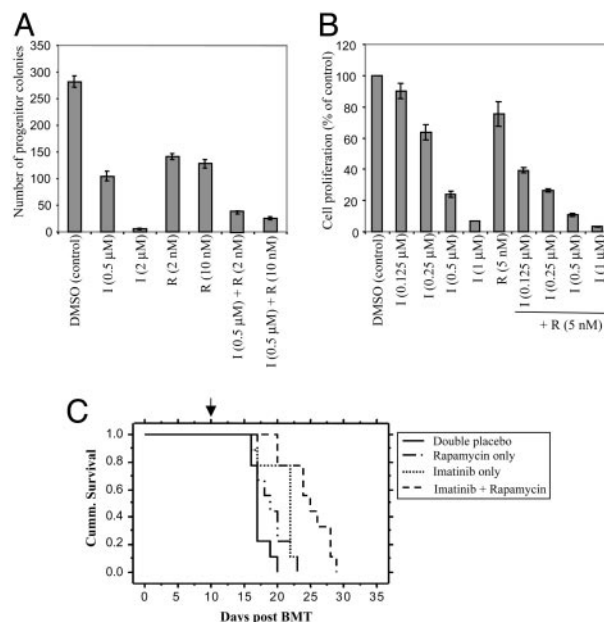 A
Number of progenitor colonies
350
300
250
200
150
100
50
0
DMSO (control)
I (0.5 µM)
I (2 µM)
R (2 nM)
R (10 nM)
I (0.5 µM) + R (2 nM)
I (0.5 µM) + R (10 nM)
B
Cell proliferation (% of control)
120
100
80
60
40
20
0
DMSO (control)
I (0.125 µM)
I (0.25 µM)
I (0.5 µM)
I (1 µM)
R (5 nM)
I (0.125 µM)
I (0.25 µM)
I (0.5 µM)
I (1 µM)
+ R (5 nM)
C
Cumm. Survival
1.0
0.8
0.6
0.4
0.2
0.0
0 5 10 15 20 25 30 35
Days post BMT
Double placebo
Rapamycin only
Imatinib only
Imatinib + Rapamycin